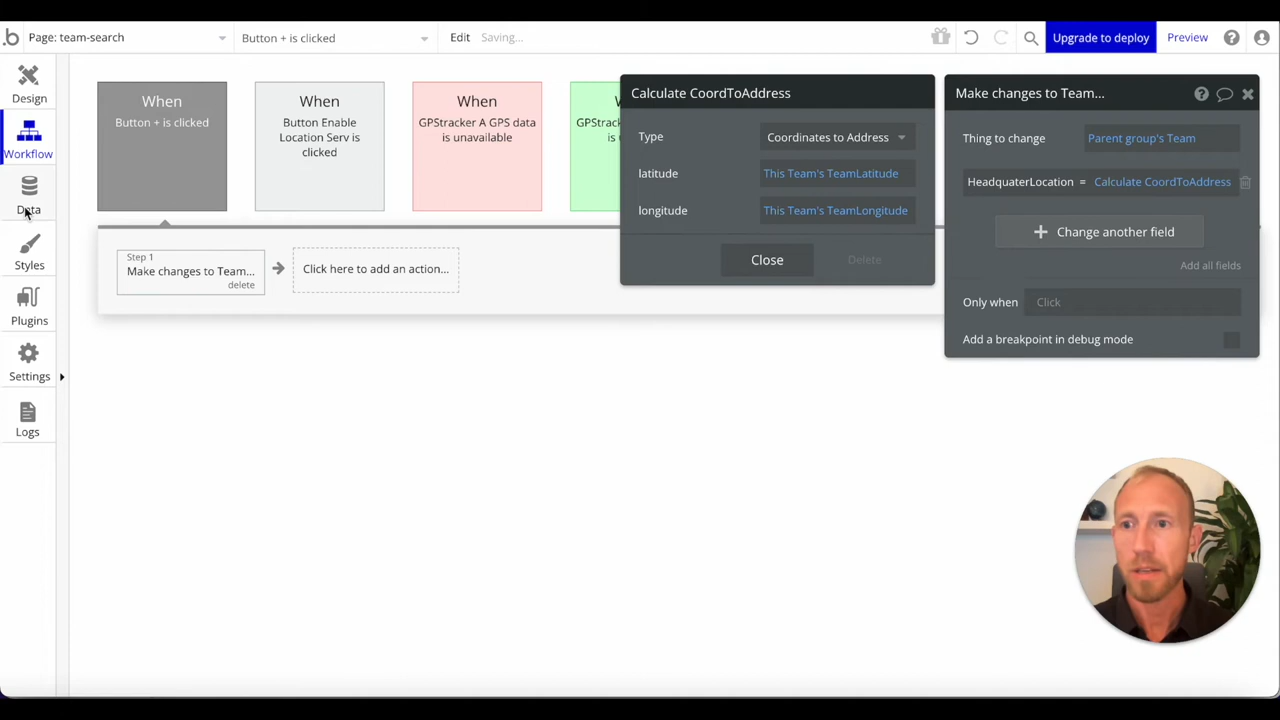 Page: team-search
Button + is clicked
Edit
Saving...
Upgrade to deploy
Preview
Design
Workflow
Data
Styles
Plugins
Settings
Logs
When
Button + is clicked
When
Button Enable
Location Serv is
clicked
When
GPStracker A GPS data
is unavailable
Step 1
Make changes to Team...
delete
Click here to add an action...
Calculate CoordToAddress
Type
Coordinates to Address
latitude
This Team's TeamLatitude
longitude
This Team's TeamLongitude
Close
Delete
Make changes to Team...
Thing to change
Parent group's Team
HeadquaterLocation = Calculate CoordToAddress
Change another field
Add all fields
Only when
Click
Add a breakpoint in debug mode